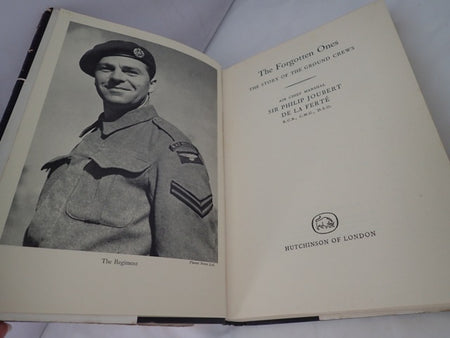 The Regiment
The Forgotten Ones
THE STORY OF THE GROUND CREWS
AIR CHIEF MARSHAL
SIR PHILIP JOUBERT
DE LA FERTÉ
K.C.B., C.M.G., D.S.O.
HUTCHINSON OF LONDON